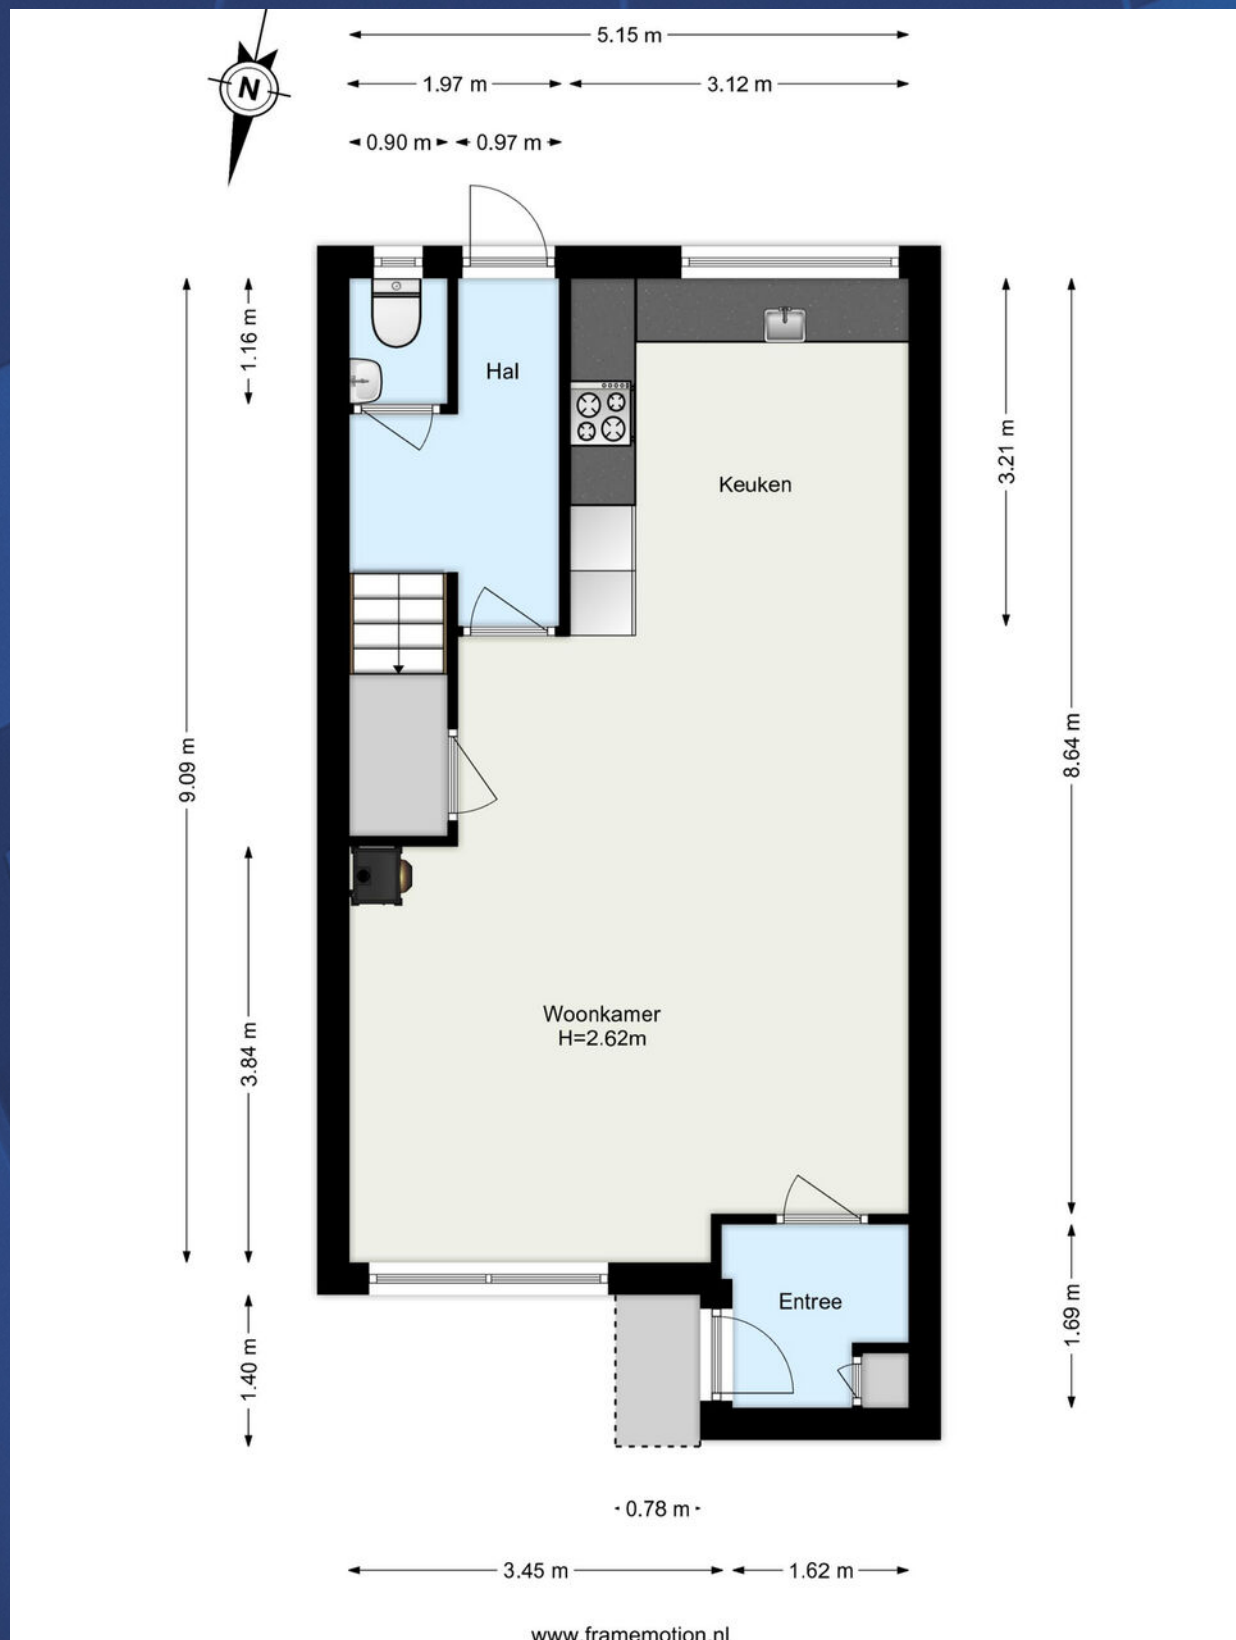 5.15 m
N
1.97 m
3.12 m
0.90 m
0.97 m
1.16 m
Hal
3.21 m
Keuken
9.09 m
8.64 m
Woonkamer
H=2.62m
3.84 m
Entree
1.69 m
1.40 m
0.78 m
3.45 m
1.62 m
www.framemotion.nl